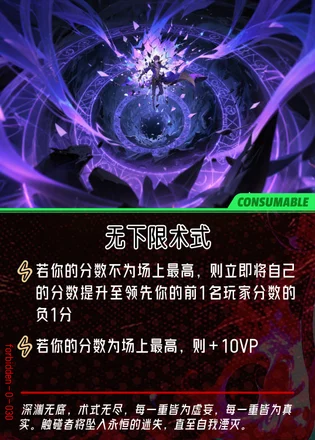 CONSUMABLE
无下限术式
若你的分数不为场上最高，则立即将自己
的分数提升至领先你的前1名玩家分数的
负1分
若你的分数为场上最高，则+10VP
forbidden-0-030
深渊无底，术式无尽，每一重皆为虚妄，每一重皆为真
实。触碰者将坠入永恒的迷失，直至自我湮灭。